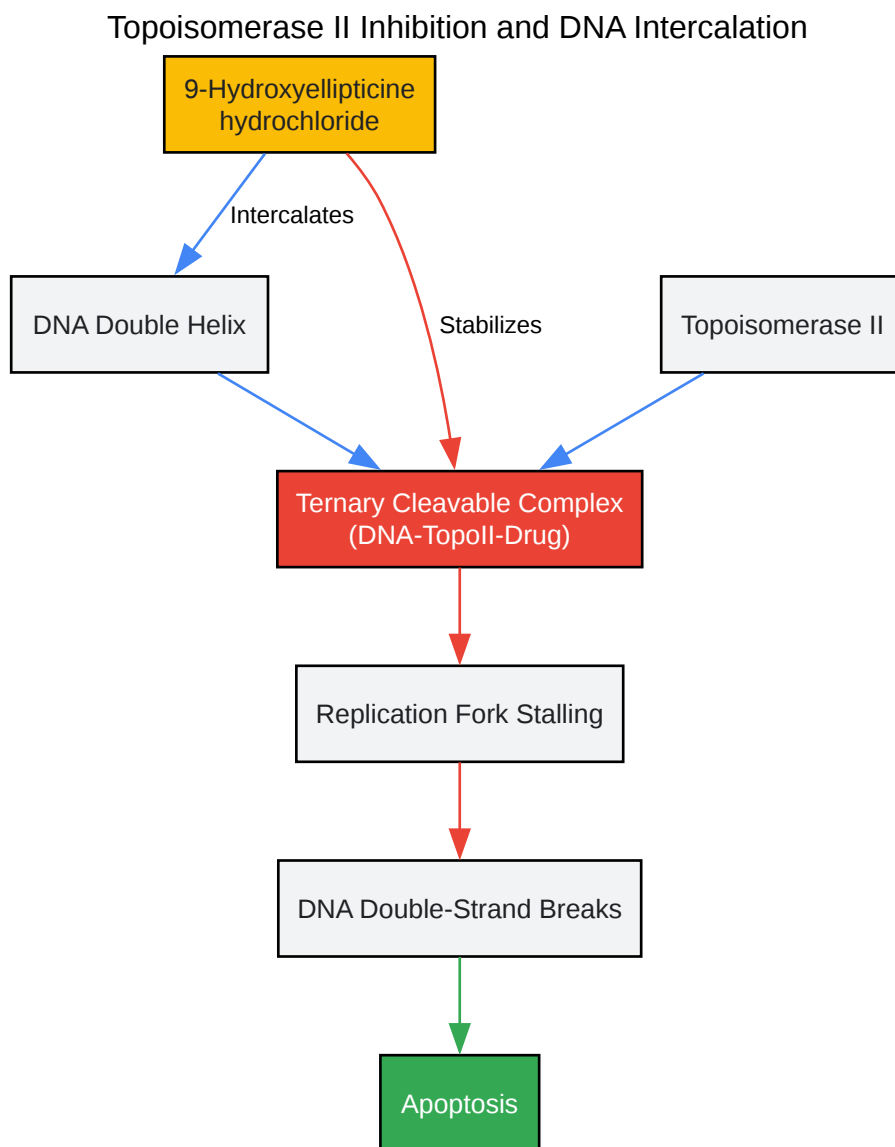 Topoisomerase II Inhibition and DNA Intercalation
9-Hydroxyellipticine
hydrochloride
Intercalates
DNA Double Helix
Stabilizes
Topoisomerase II
Ternary Cleavable Complex
(DNA-TopoII-Drug)
Replication Fork Stalling
DNA Double-Strand Breaks
Apoptosis